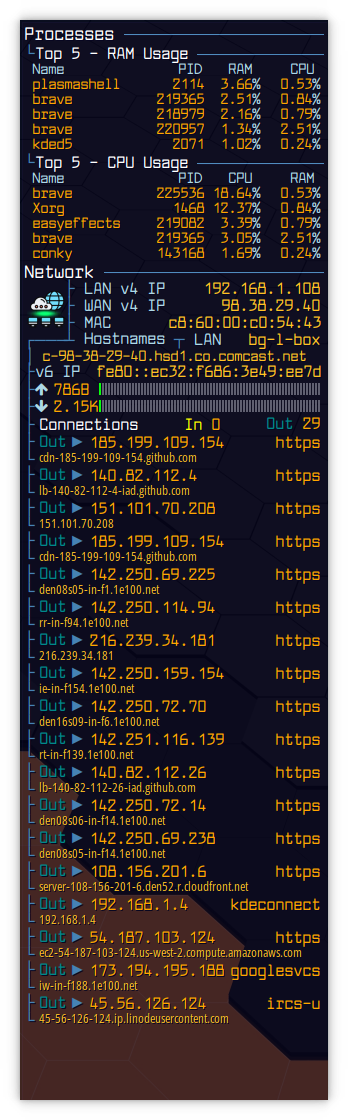 Processes
Top 5 - RAM Usage
Name PID RAM CPU
plasmashell 2114 3.66% 0.53%
brave 219365 2.51% 0.84%
brave 218979 2.16% 0.79%
brave 220957 1.34% 2.51%
kded5 2071 1.02% 0.24%
Top 5 - CPU Usage
Name PID CPU RAM
brave 225536 18.64% 0.53%
Xorg 1468 12.37% 0.84%
easyeffects 219082 3.39% 0.79%
brave 219365 3.05% 2.51%
conky 143168 1.69% 0.24%
Network
LAN v4 IP 192.168.1.108
WAN v4 IP 98.38.29.40
MAC c8:60:00:c0:54:43
Hostnames LAN bg-l-box
c-98-38-29-40.hsd1.co.comcast.net
v6 IP fe80::ec32:f686:3e49:ee7d
786B
2.15K
Connections In 0 Out 29
Out ▶ 185.199.109.154 https
cdn-185-199-109-154.github.com
Out ▶ 140.82.112.4 https
lb-140-82-112-4-iad.github.com
Out ▶ 151.101.70.208 https
151.101.70.208
Out ▶ 185.199.109.154 https
cdn-185-199-109-154.github.com
Out ▶ 142.250.69.225 https
den08s05-in-f1.1e100.net
Out ▶ 142.250.114.94 https
rr-in-f94.1e100.net
Out ▶ 216.239.34.181 https
216.239.34.181
Out ▶ 142.250.159.154 https
ie-in-f154.1e100.net
Out ▶ 142.250.72.70 https
den16s09-in-f6.1e100.net
Out ▶ 142.251.116.139 https
rt-in-f139.1e100.net
Out ▶ 140.82.112.26 https
lb-140-82-112-26-iad.github.com
Out ▶ 142.250.72.14 https
den08s06-in-f14.1e100.net
Out ▶ 142.250.69.238 https
den08s05-in-f14.1e100.net
Out ▶ 108.156.201.6 https
server-108-156-201-6.den52.r.cloudfront.net
Out ▶ 192.168.1.4 kdeconnect
192.168.1.4
Out ▶ 54.187.103.124 https
ec2-54-187-103-124.us-west-2.compute.amazonaws.com
Out ▶ 173.194.195.188 googlesvcs
iw-in-f188.1e100.net
Out ▶ 45.56.126.124 ircs-u
45-56-126-124.ip.linodeusercontent.com